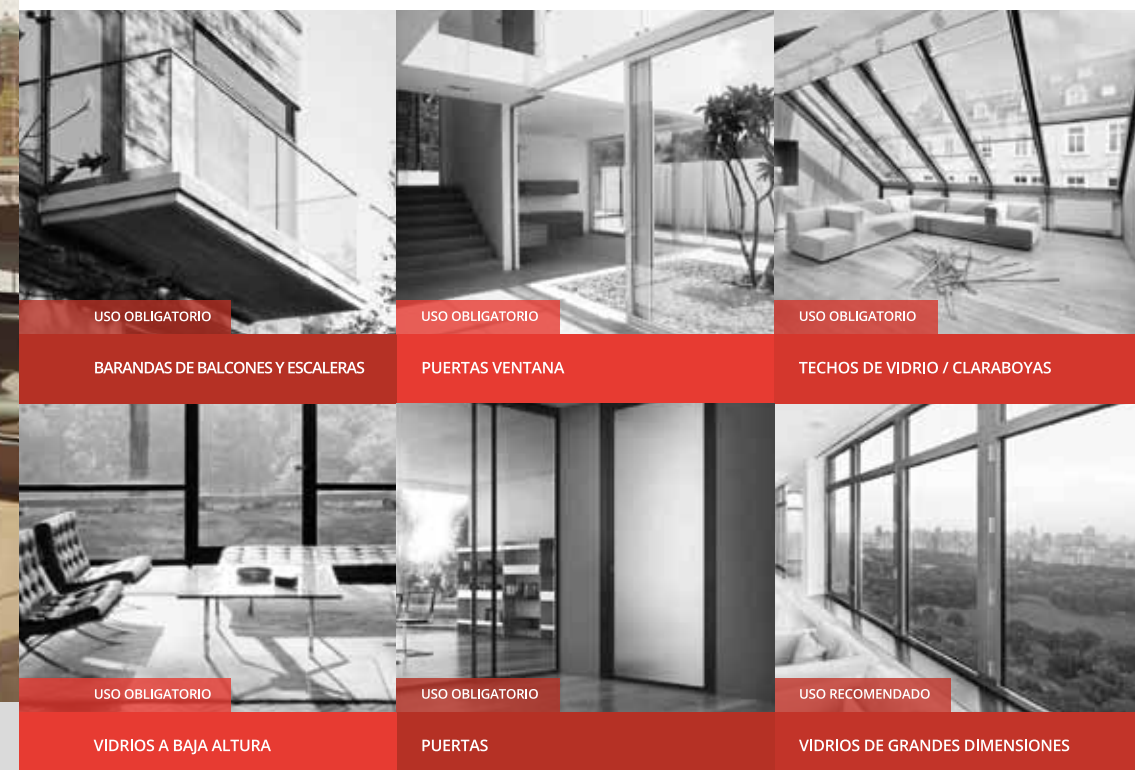 USO OBLIGATORIO
BARANDAS DE BALCONES Y ESCALERAS
USO OBLIGATORIO
PUERTAS VENTANA
USO OBLIGATORIO
TECHOS DE VIDRIO / CLARABOYAS
USO OBLIGATORIO
VIDRIOS A BAJA ALTURA
USO OBLIGATORIO
PUERTAS
USO RECOMENDADO
VIDRIOS DE GRANDES DIMENSIONES